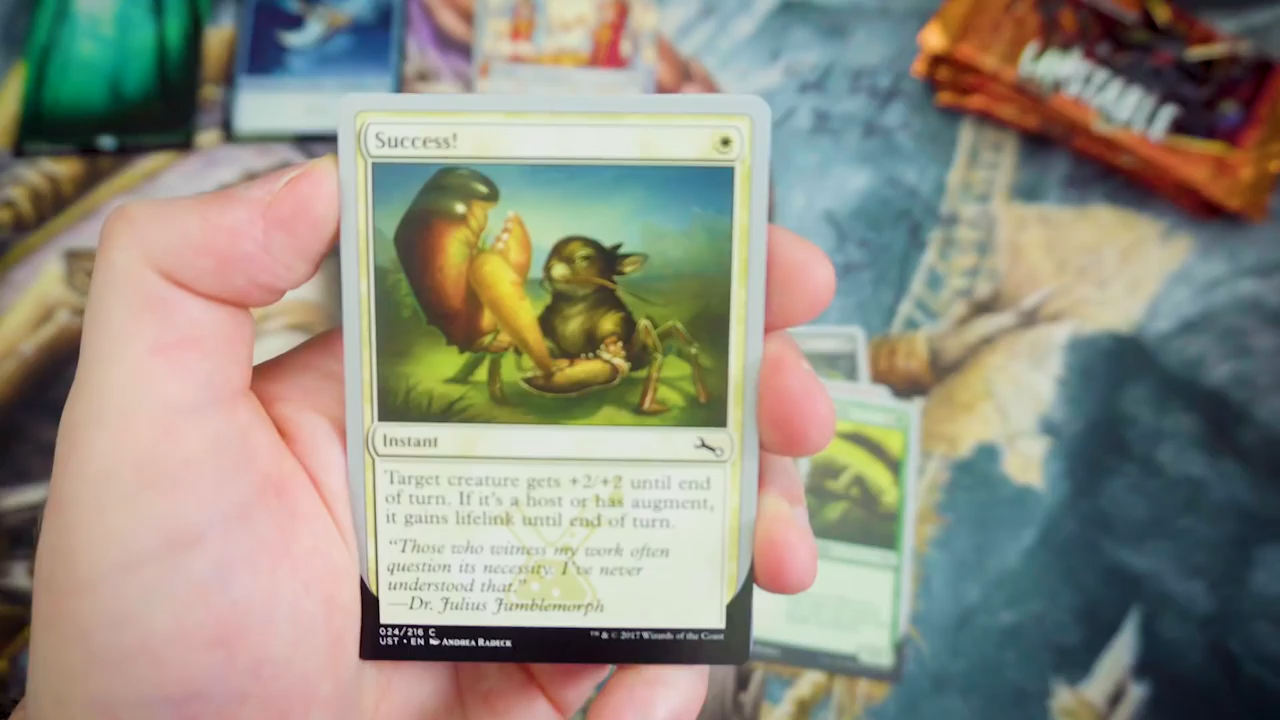 UNSTABLE
Success!
Instant
Target creature gets +2/+2 until end
of turn. If it's a host or has augment,
it gains lifelink until end of turn.
"Those who witness my work often
question its necessity. I've never
understood that."
—Dr. Julius Jumblemorph
024/216 C
UST • EN ANDREA RADECK
™ & © 2017 Wizards of the Coast